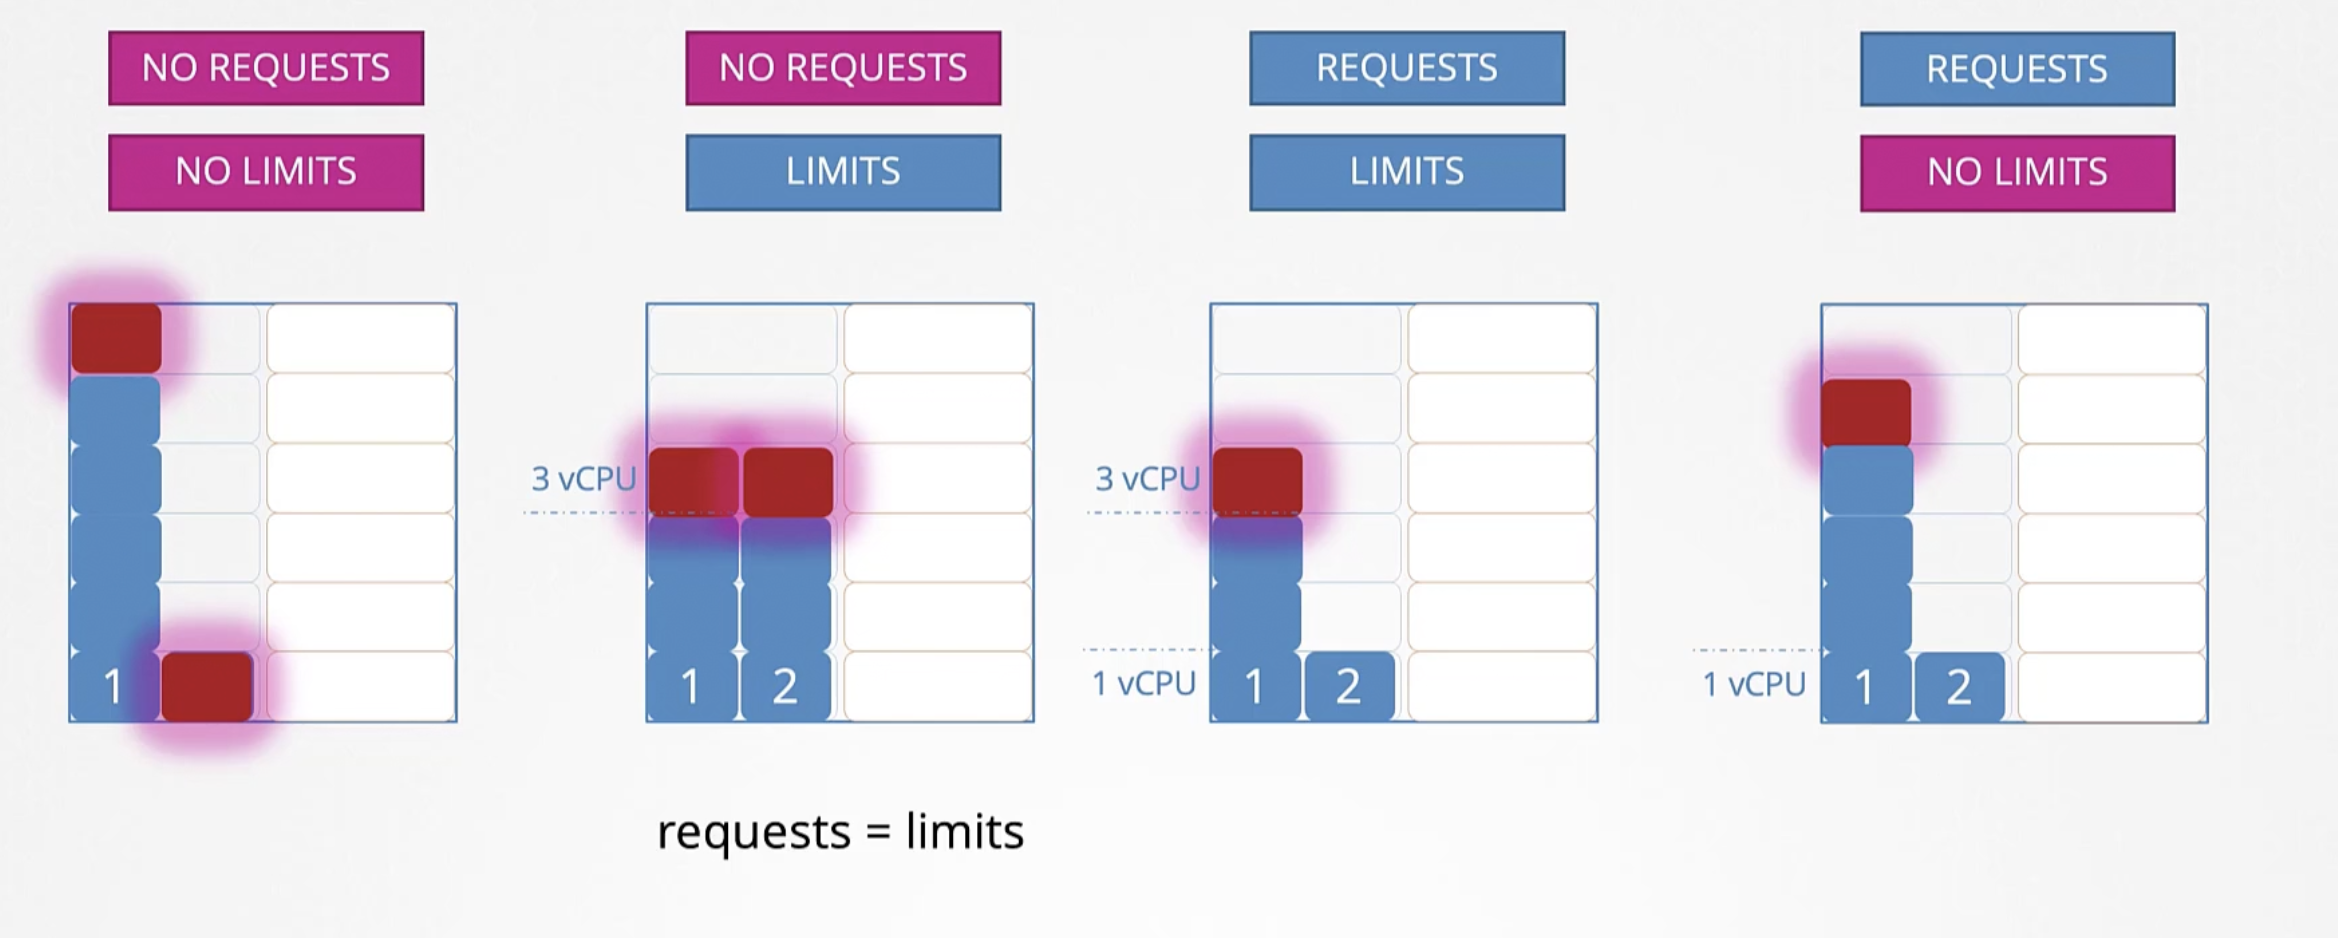 NO REQUESTS
NO LIMITS
1
NO REQUESTS
LIMITS
3 vCPU
1 2
requests = limits
REQUESTS
LIMITS
3 vCPU
1 vCPU
1 2
REQUESTS
NO LIMITS
1 vCPU
1 2